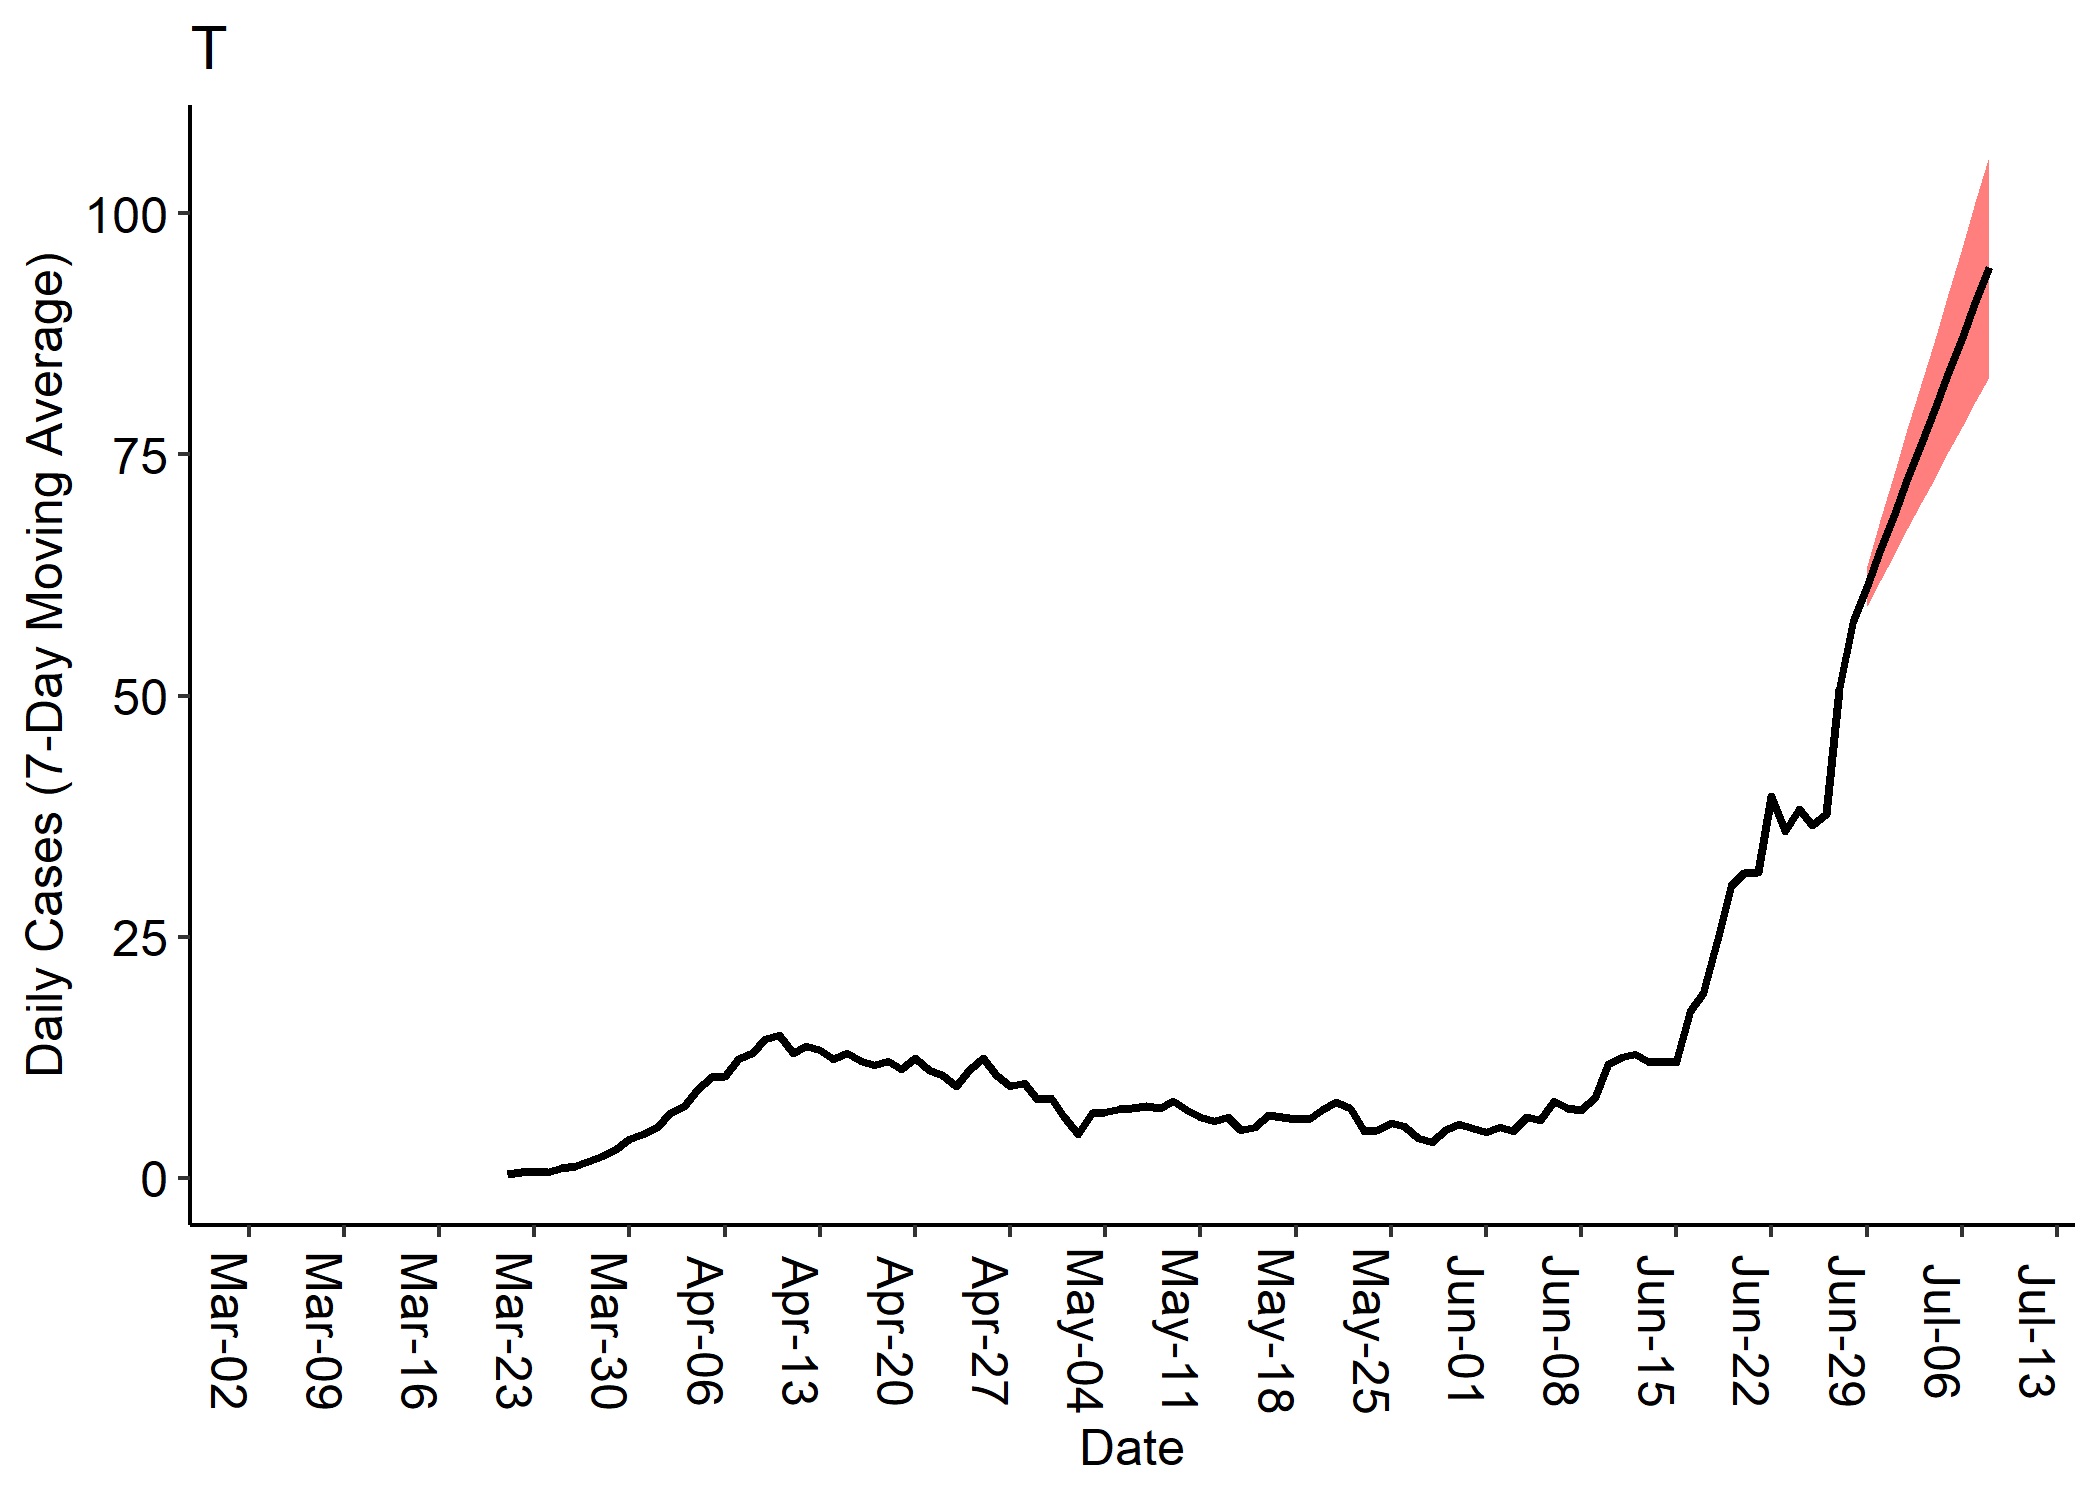 T
Daily Cases (7-Day Moving Average)
100
75
50
25
0
Mar-02
Mar-09
Mar-16
Mar-23
Mar-30
Apr-06
Apr-13
Apr-20
Apr-27
May-04
May-11
May-18
May-25
Jun-01
Jun-08
Jun-15
Jun-22
Jun-29
Jul-06
Jul-13
Date